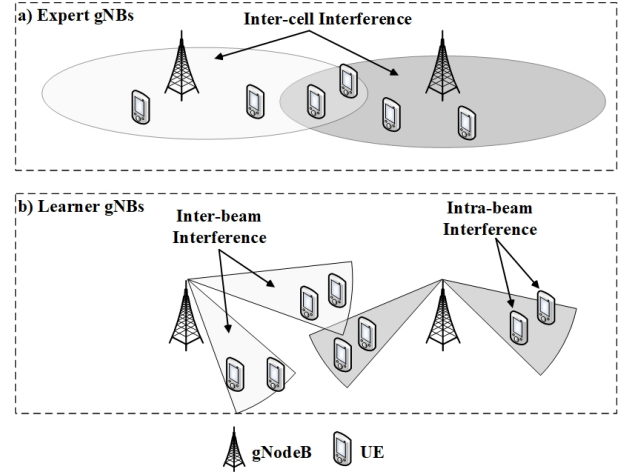 a) Expert gNBs
Inter-cell Interference
b) Learner gNBs
Inter-beam
Interference
Intra-beam
Interference
gNodeB
UE